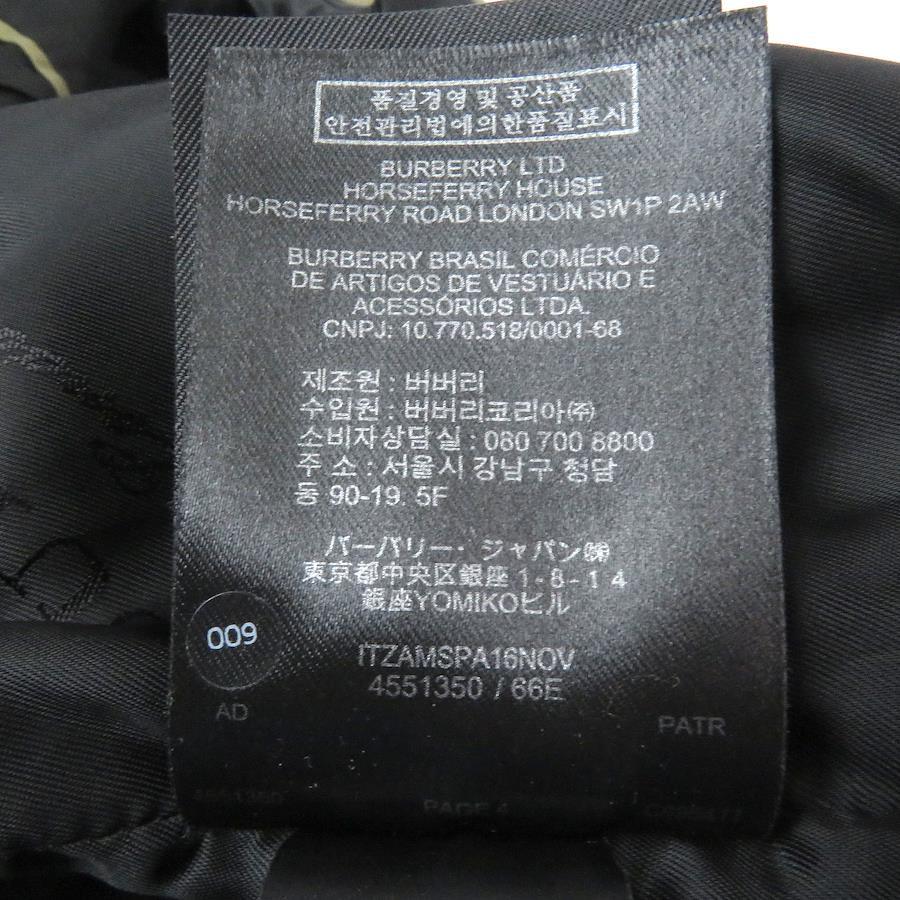 품질경영 및 공산품
안전관리법에의한품질표시
BURBERRY LTD
HORSEFERRY HOUSE
HORSEFERRY ROAD LONDON SW1P 2AW
BURBERRY BRASIL COMÉRCIO
DE ARTIGOS DE VESTUÁRIO E
ACESSÓRIOS LTDA.
CNPJ: 10.770.518/0001-68
제조원 : 버버리
수입원 : 버버리코리아㈜
소비자상담실 : 080 700 8800
주 소 : 서울시 강남구 청담
동 90-19. 5F
バーバリー・ジャパン㈱
東京都中央区銀座1-8-14
銀座YOMIKOビル
009
ITZAMSPA16NOV
4551350 / 66E
AD
PATR
4551350
PAGE 4